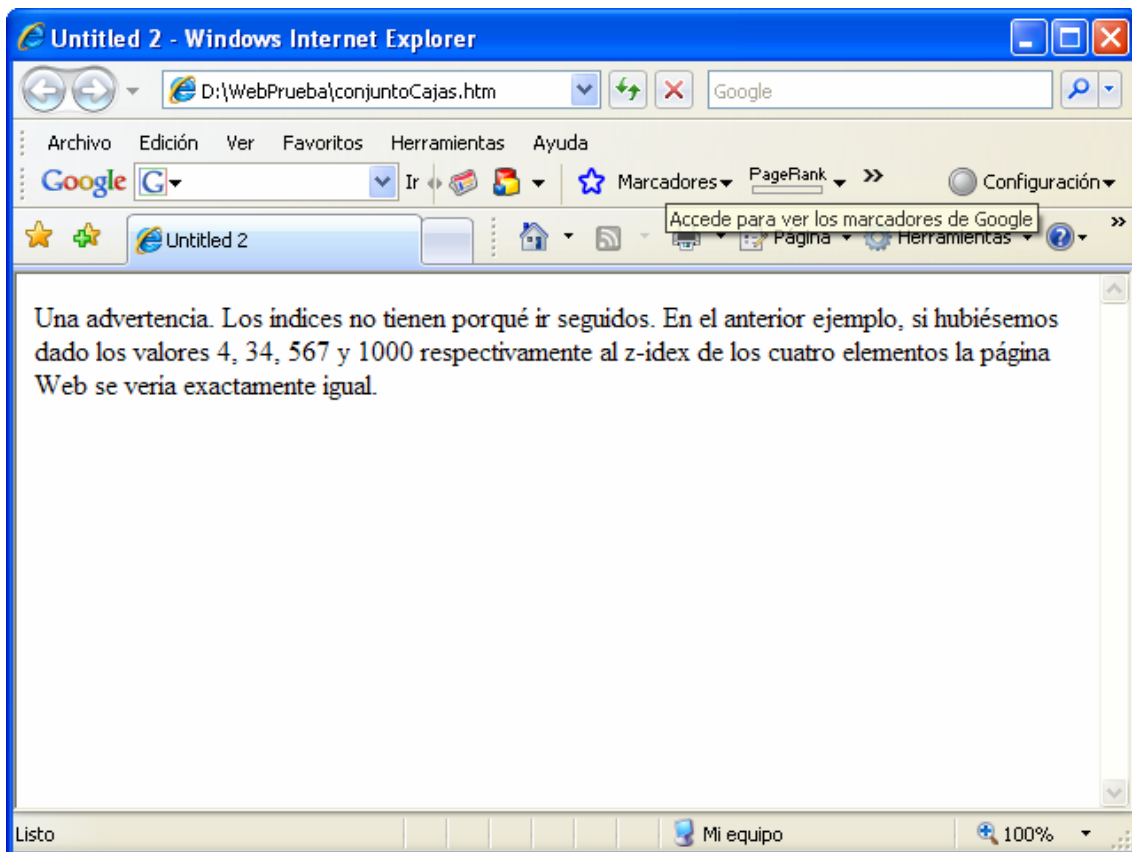 Untitled 2 - Windows Internet Explorer
D:\WebPrueba\conjuntoCajas.htm
Google
Archivo Edición Ver Favoritos Herramientas Ayuda
Google G Ir Marcadores PageRank » Configuración
Accede para ver los marcadores de Google
Untitled 2 Página Herramientas »
Una advertencia. Los índices no tienen porqué ir seguidos. En el anterior ejemplo, si hubiésemos
dado los valores 4, 34, 567 y 1000 respectivamente al z-idex de los cuatro elementos la página
Web se vería exactamente igual.
Listo Mi equipo 100%